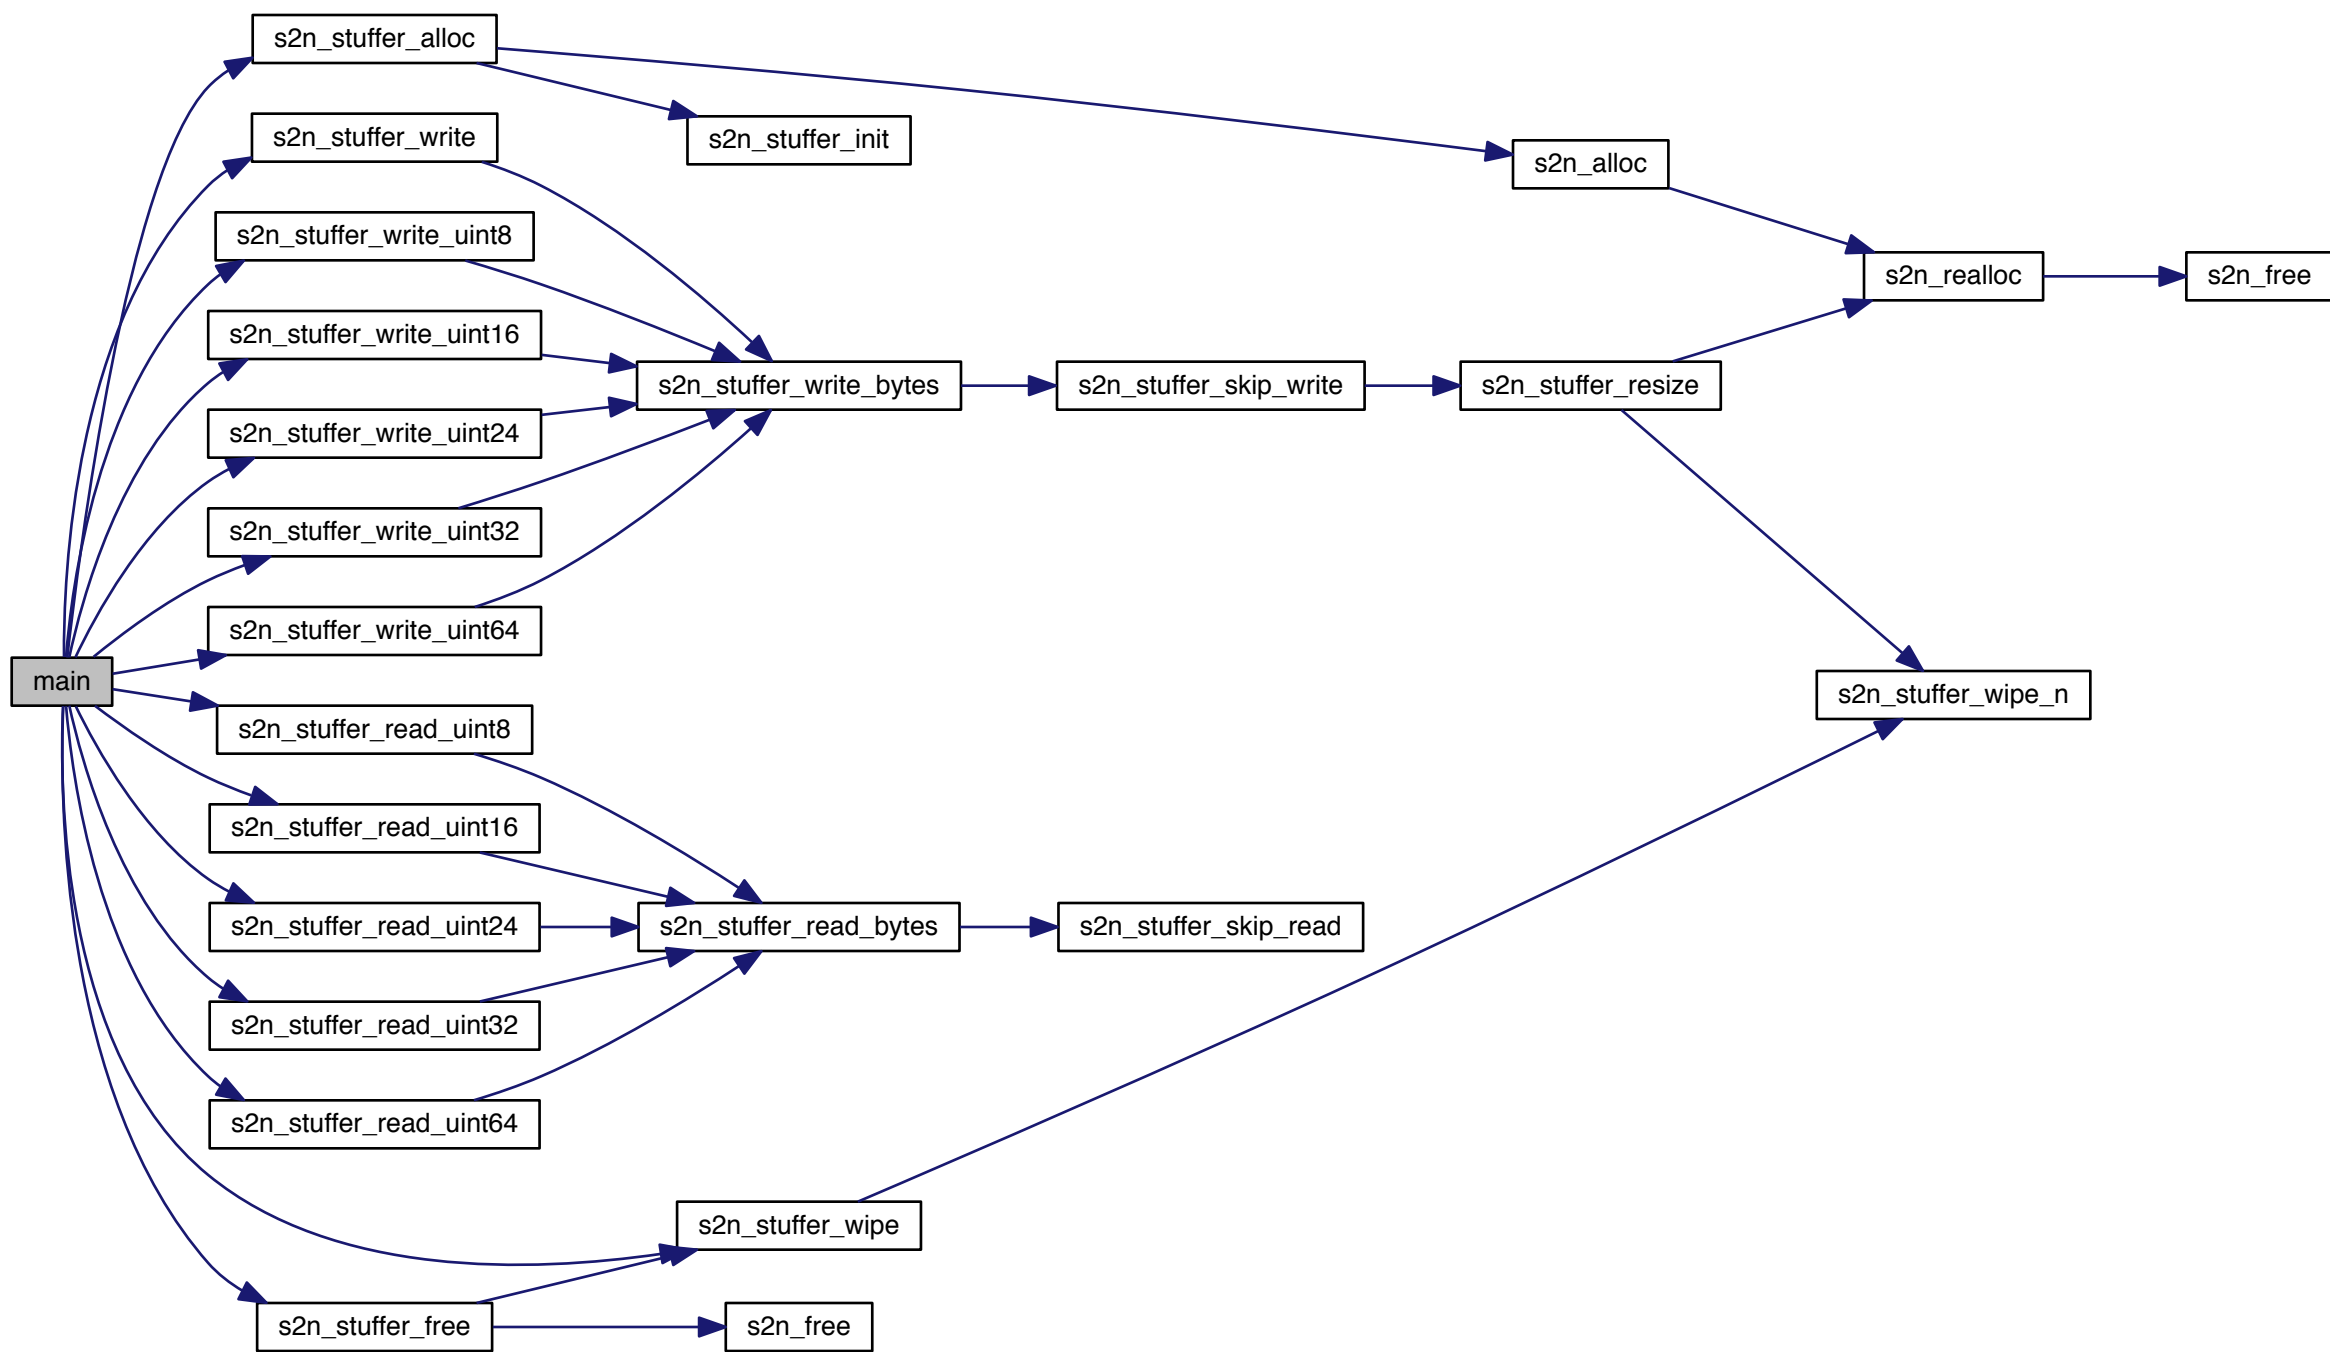 s2n_stuffer_alloc
s2n_stuffer_write
s2n_stuffer_init
s2n_alloc
s2n_stuffer_write_uint8
s2n_realloc
s2n_free
s2n_stuffer_write_uint16
s2n_stuffer_write_bytes
s2n_stuffer_skip_write
s2n_stuffer_resize
s2n_stuffer_write_uint24
s2n_stuffer_write_uint32
s2n_stuffer_write_uint64
main
s2n_stuffer_wipe_n
s2n_stuffer_read_uint8
s2n_stuffer_read_uint16
s2n_stuffer_read_uint24
s2n_stuffer_read_bytes
s2n_stuffer_skip_read
s2n_stuffer_read_uint32
s2n_stuffer_read_uint64
s2n_stuffer_wipe
s2n_stuffer_free
s2n_free